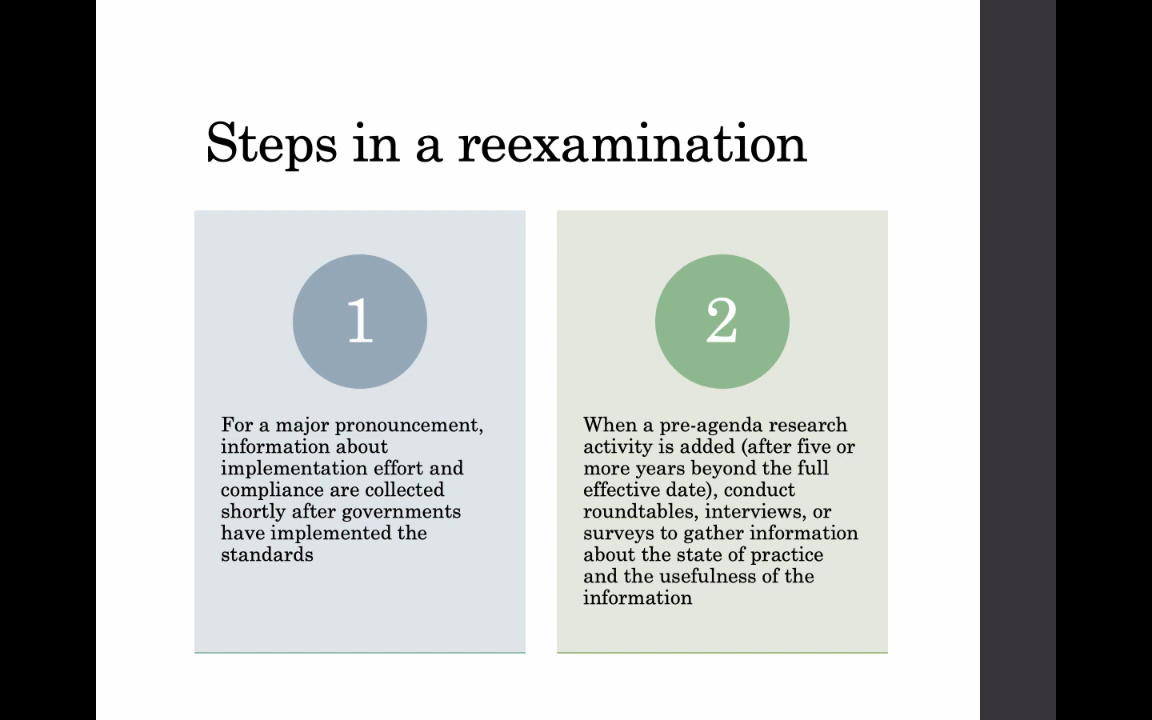 Steps in a reexamination
1
For a major pronouncement,
information about
implementation effort and
compliance are collected
shortly after governments
have implemented the
standards
2
When a pre-agenda research
activity is added (after five or
more years beyond the full
effective date), conduct
roundtables, interviews, or
surveys to gather information
about the state of practice
and the usefulness of the
information